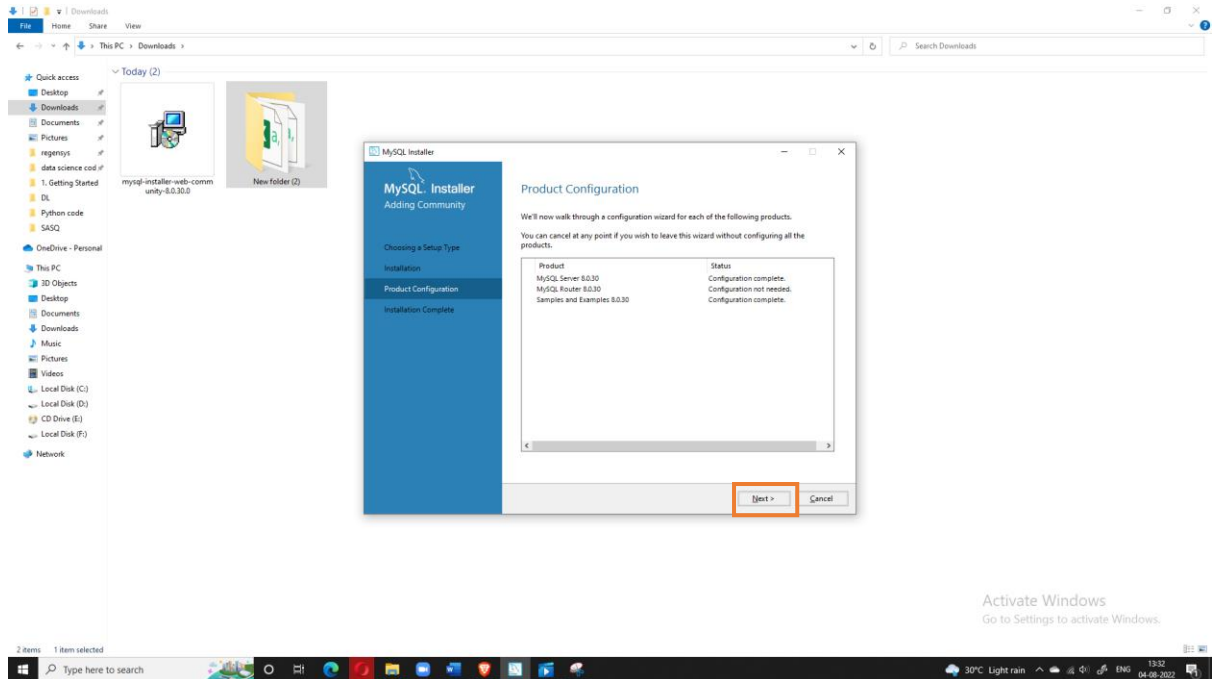 Downloads
File Home Share View
This PC > Downloads >
Search Downloads
Quick access
Desktop
Downloads
Documents
Pictures
regensys
data science cod
1. Getting Started
DL
Python code
SASQ
OneDrive - Personal
This PC
3D Objects
Desktop
Documents
Downloads
Music
Pictures
Videos
Local Disk (C:)
Local Disk (D:)
CD Drive (E:)
Local Disk (F:)
Network
Today (2)
mysql-installer-web-comm
unity-8.0.30.0
New folder (2)
MySQL Installer
MySQL. Installer
Adding Community
Choosing a Setup Type
Installation
Product Configuration
Installation Complete
Product Configuration
We'll now walk through a configuration wizard for each of the following products.
You can cancel at any point if you wish to leave this wizard without configuring all the
products.
Product Status
MySQL Server 8.0.30 Configuration complete.
MySQL Router 8.0.30 Configuration not needed.
Samples and Examples 8.0.30 Configuration complete.
Next > Cancel
Activate Windows
Go to Settings to activate Windows.
2 items 1 item selected
Type here to search
30°C Light rain ENG 13:32
04-08-2022